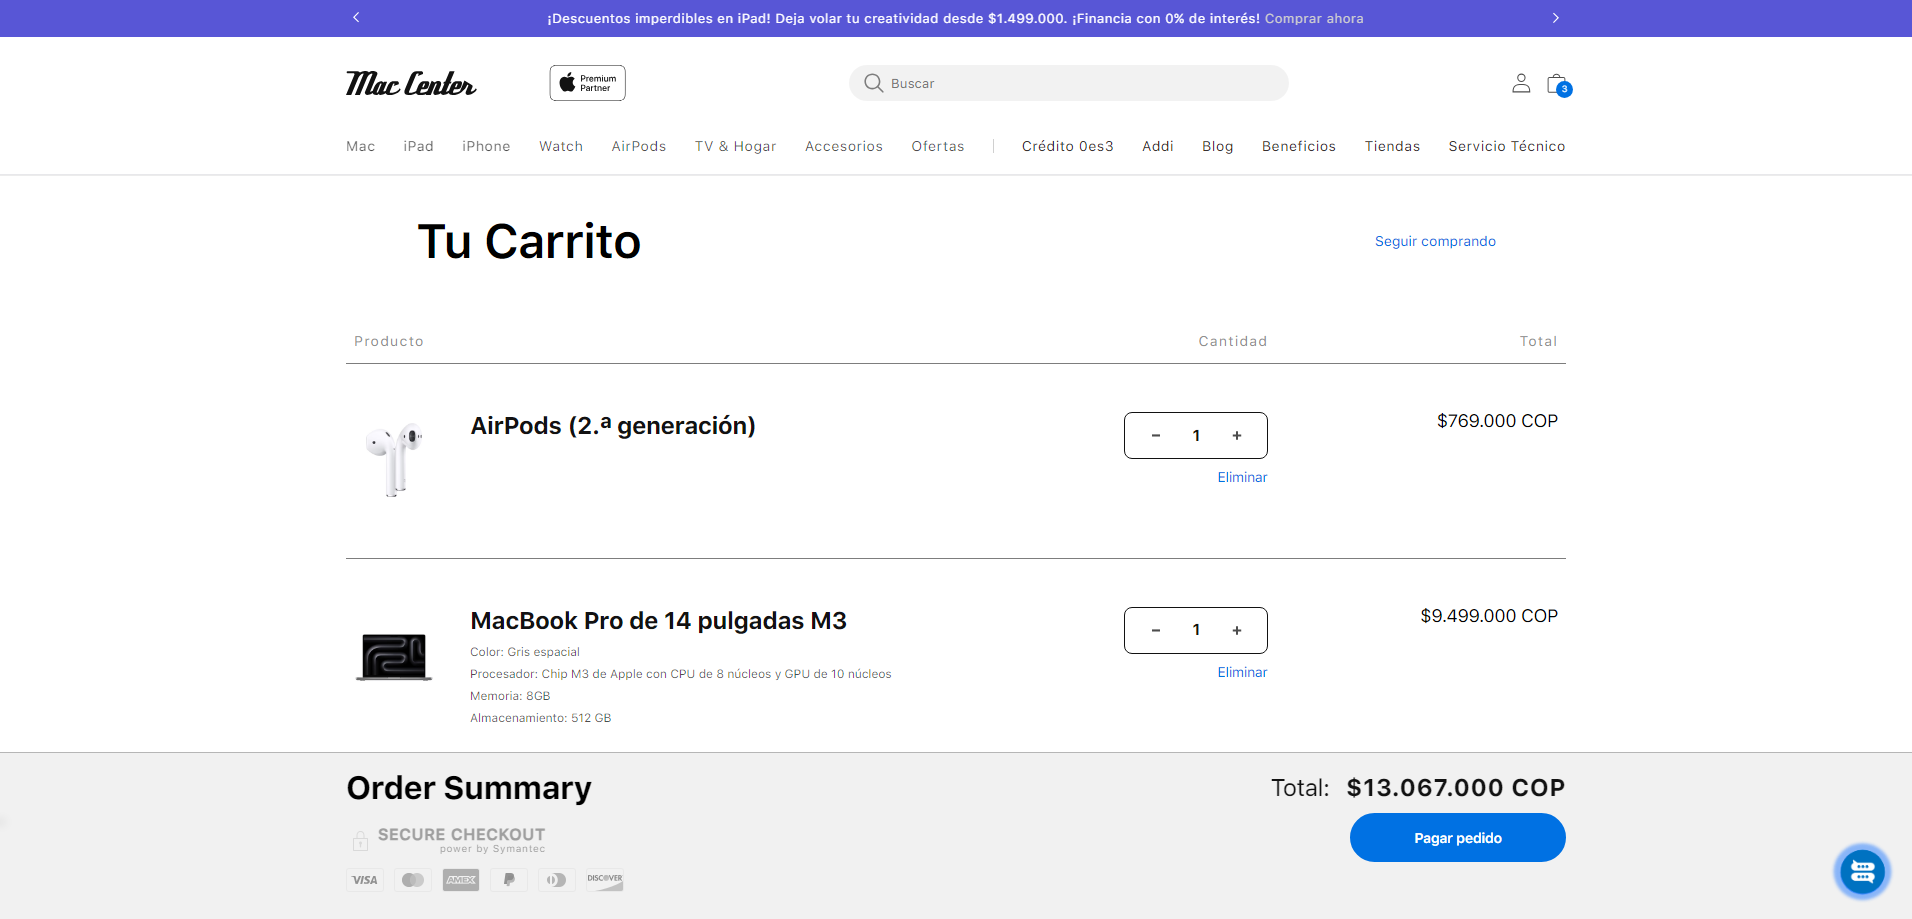 ¡Descuentos imperdibles en iPad! Deja volar tu creatividad desde $1.499.000. ¡Financia con 0% de interés! Comprar ahora
Mac Center
Premium
Partner
Buscar
3
Mac iPad iPhone Watch AirPods TV & Hogar Accesorios Ofertas Crédito 0es3 Addi Blog Beneficios Tiendas Servicio Técnico
Tu Carrito
Seguir comprando
Producto Cantidad Total
AirPods (2.ª generación)
- 1 +
$769.000 COP
Eliminar
MacBook Pro de 14 pulgadas M3
- 1 +
$9.499.000 COP
Color: Gris espacial
Procesador: Chip M3 de Apple con CPU de 8 núcleos y GPU de 10 núcleos
Eliminar
Memoria: 8GB
Almacenamiento: 512 GB
Order Summary
Total: $13.067.000 COP
SECURE CHECKOUT
power by Symantec
Pagar pedido
VISA AMEX DISCOVER